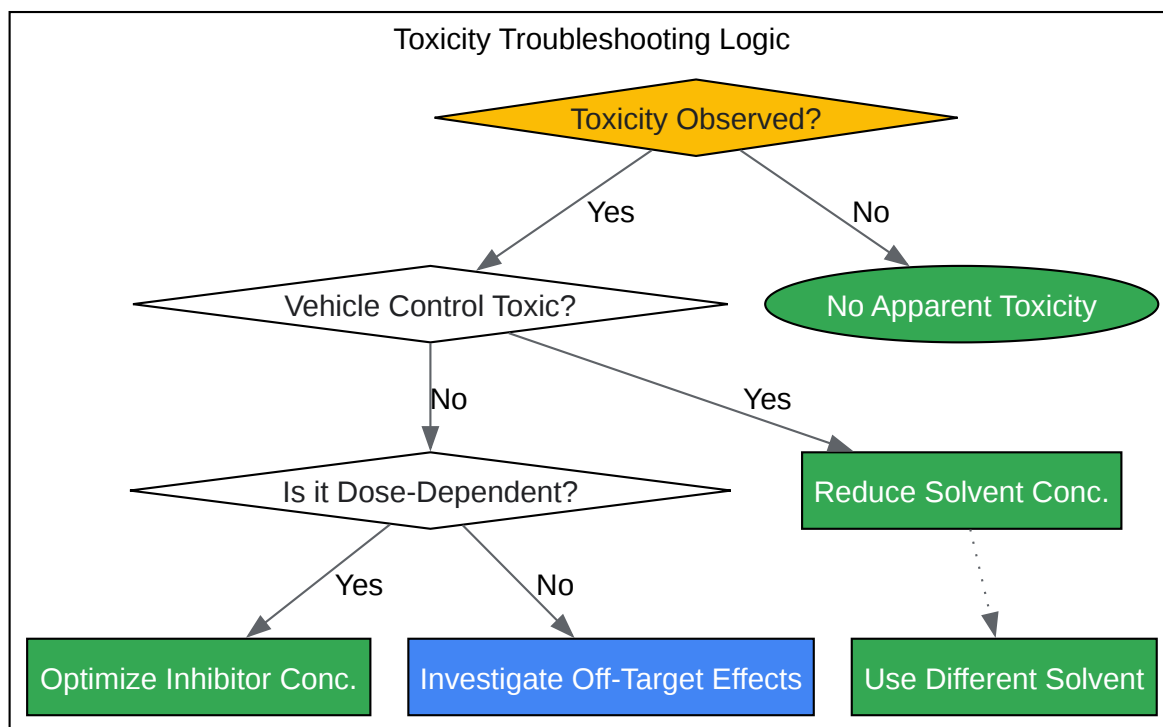 Toxicity Troubleshooting Logic
Toxicity Observed?
Yes
No
Vehicle Control Toxic?
No Apparent Toxicity
No
Yes
Is it Dose-Dependent?
Reduce Solvent Conc.
Yes
No
Optimize Inhibitor Conc.
Investigate Off-Target Effects
Use Different Solvent